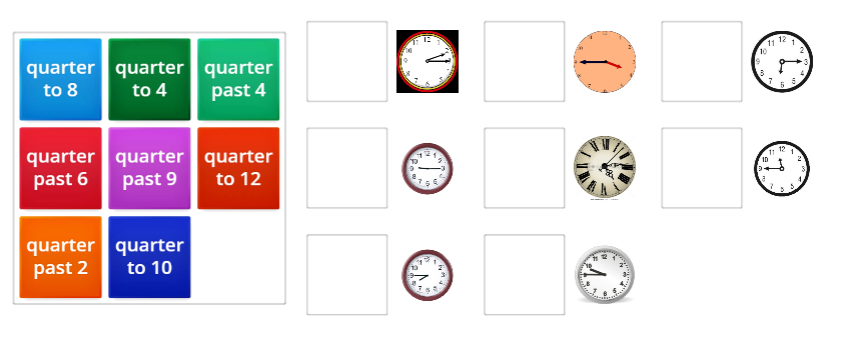 quarter
to 8
quarter
to 4
quarter
past 4
quarter
past 6
quarter
past 9
quarter
to 12
quarter
past 2
quarter
to 10